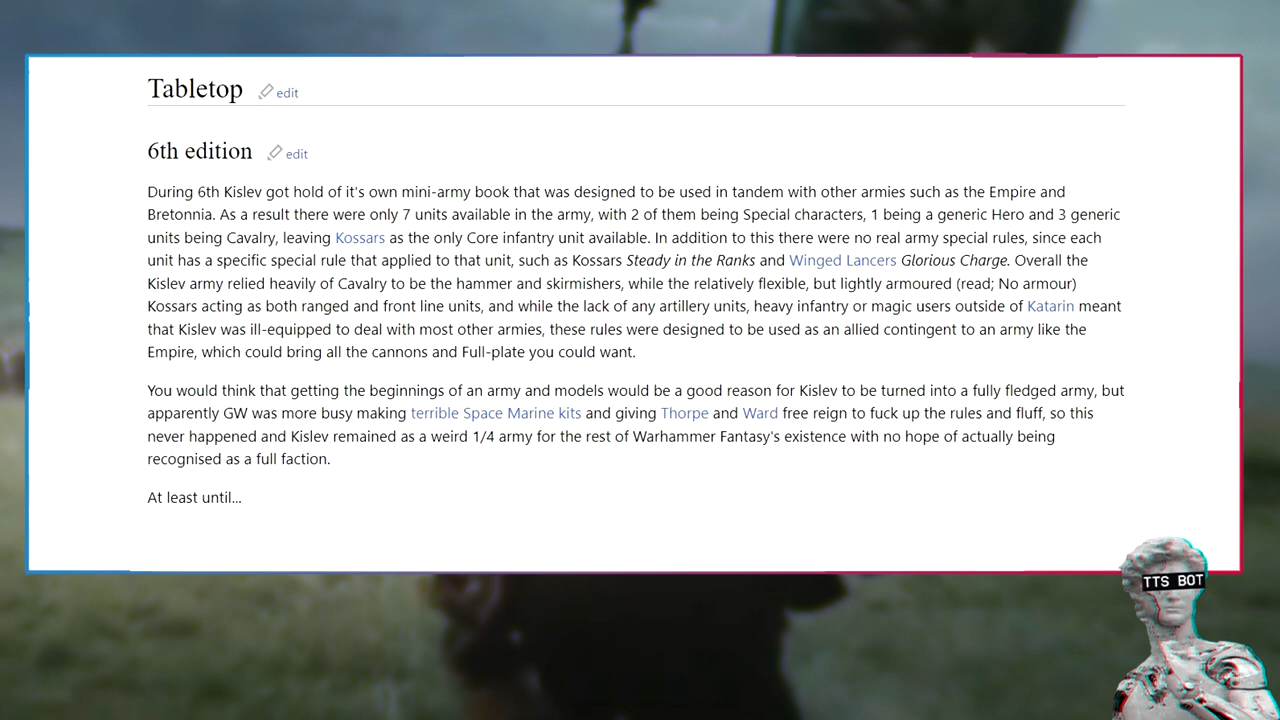 Tabletop edit
6th edition edit
During 6th Kislev got hold of it's own mini-army book that was designed to be used in tandem with other armies such as the Empire and
Bretonnia. As a result there were only 7 units available in the army, with 2 of them being Special characters, 1 being a generic Hero and 3 generic
units being Cavalry, leaving Kossars as the only Core infantry unit available. In addition to this there were no real army special rules, since each
unit has a specific special rule that applied to that unit, such as Kossars Steady in the Ranks and Winged Lancers Glorious Charge. Overall the
Kislev army relied heavily of Cavalry to be the hammer and skirmishers, while the relatively flexible, but lightly armoured (read; No armour)
Kossars acting as both ranged and front line units, and while the lack of any artillery units, heavy infantry or magic users outside of Katarin meant
that Kislev was ill-equipped to deal with most other armies, these rules were designed to be used as an allied contingent to an army like the
Empire, which could bring all the cannons and Full-plate you could want.
You would think that getting the beginnings of an army and models would be a good reason for Kislev to be turned into a fully fledged army, but
apparently GW was more busy making terrible Space Marine kits and giving Thorpe and Ward free reign to fuck up the rules and fluff, so this
never happened and Kislev remained as a weird 1/4 army for the rest of Warhammer Fantasy's existence with no hope of actually being
recognised as a full faction.
At least until...
TTS BOT